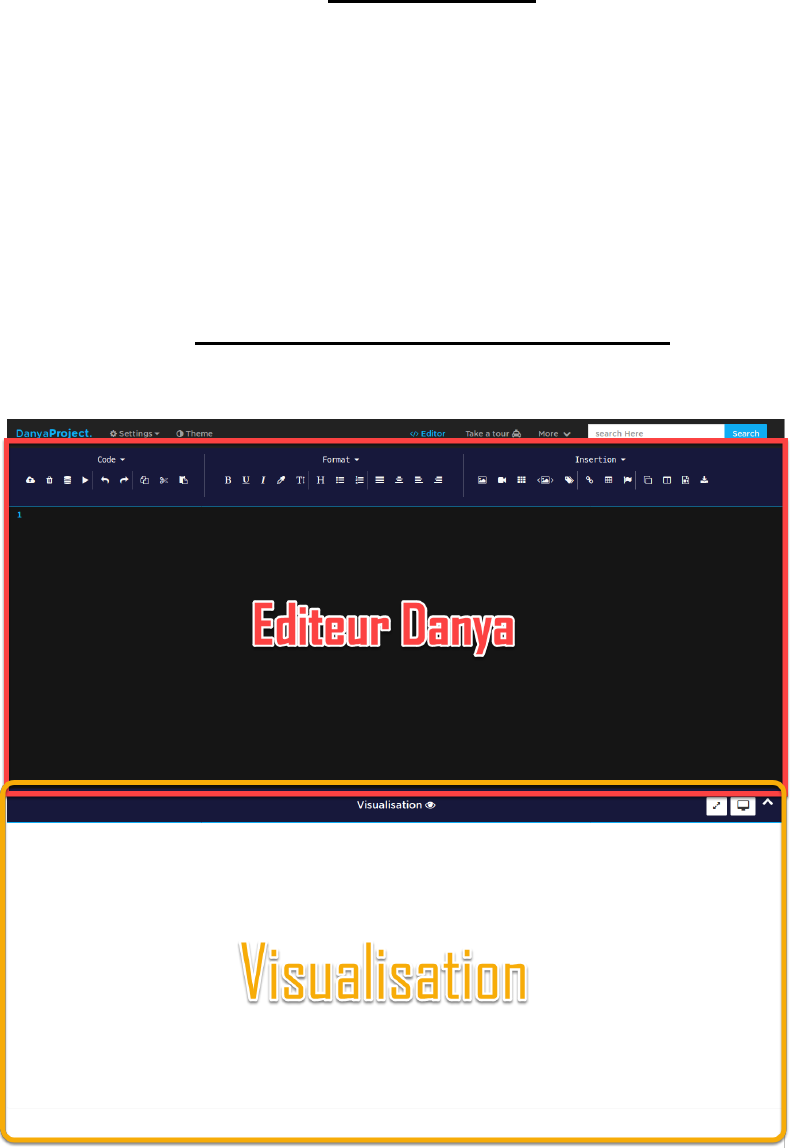 DanyaProject. Settings Theme Editor Take a tour More search Here Search
Code Format Insertion
B U I T H
1
Editeur Danya
Visualisation
Visualisation